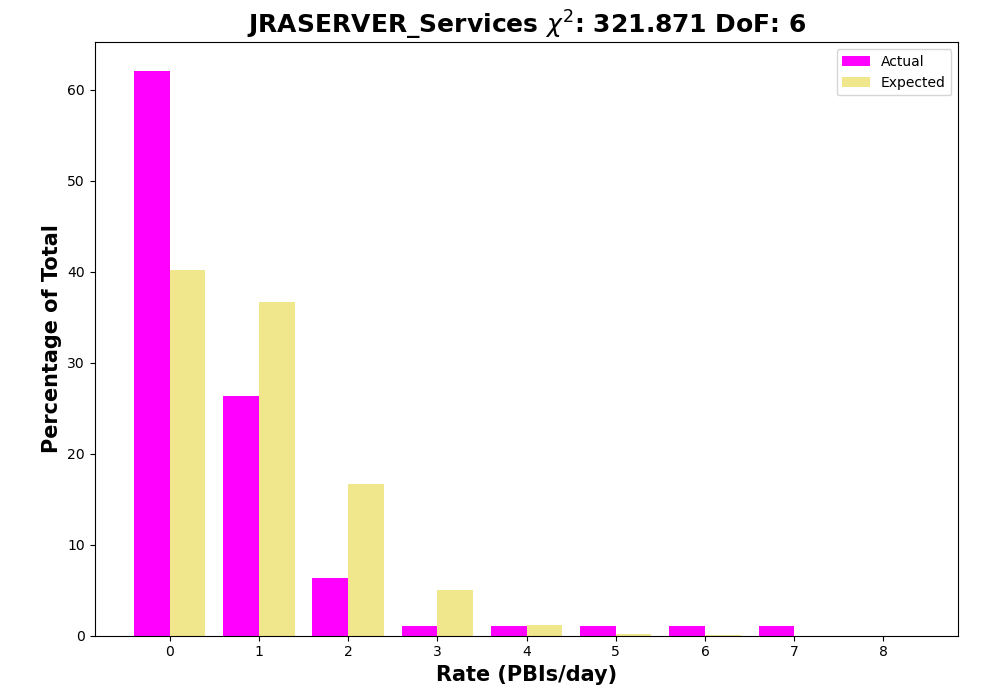 JRASERVER_Services χ²: 321.871 DoF: 6
Actual
Expected
60
50
40
30
20
10
0
Percentage of Total
0 1 2 3 4 5 6 7 8
Rate (PBIs/day)